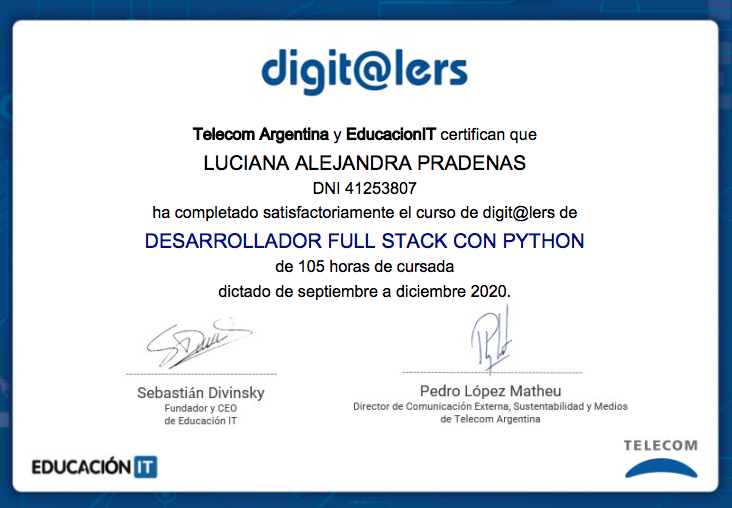 digit@lers
Telecom Argentina y EducacionIT certifican que
LUCIANA ALEJANDRA PRADENAS
DNI 41253807
ha completado satisfactoriamente el curso de digit@lers de
DESARROLLADOR FULL STACK CON PYTHON
de 105 horas de cursada
dictado de septiembre a diciembre 2020.
Sebastián Divinsky
Fundador y CEO
de Educación IT
Pedro López Matheu
Director de Comunicación Externa, Sustentabilidad y Medios
de Telecom Argentina
EDUCACIÓN IT
TELECOM